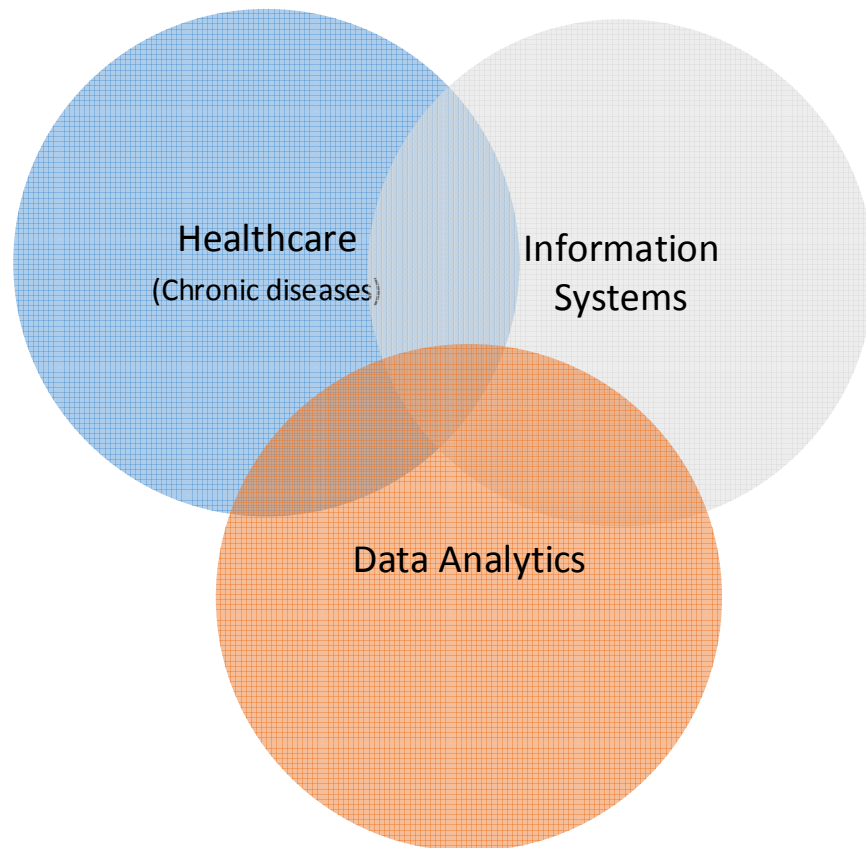 Healthcare
(Chronic diseases)
Information
Systems
Data Analytics